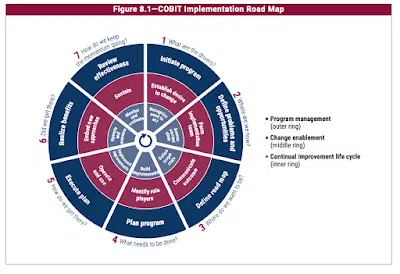 Figure 8.1—COBIT Implementation Road Map
1 What are the drivers?
2 Where are we now?
3 Where do we want to be?
4 What needs to be done?
5 How do we get there?
6 Did we get there?
7 How do we keep
the momentum going?
Initiate program
Define problems and
opportunities
Define road map
Plan program
Execute plan
Realize benefits
Review
effectiveness
Establish desire
to change
Form
implementation
team
Communicate
outcome
Identify role
players
Operate
and use
Embed new
approaches
Sustain
Build
improvements
• Program management
(outer ring)
• Change enablement
(middle ring)
• Continual improvement life cycle
(inner ring)